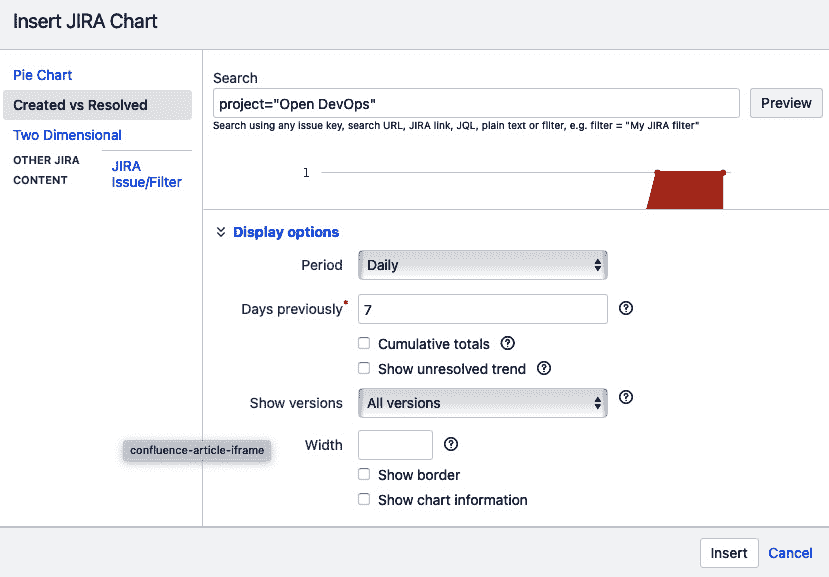 Insert JIRA Chart
Pie Chart
Created vs Resolved
Two Dimensional
OTHER JIRA
CONTENT
JIRA
Issue/Filter
Search
project="Open DevOps"
Preview
Search using any issue key, search URL, JIRA link, JQL, plain text or filter, e.g. filter = "My JIRA filter"
1
Display options
Period
Daily
Days previously*
7
Cumulative totals
Show unresolved trend
Show versions
All versions
Width
confluence-article-iframe
Show border
Show chart information
Insert
Cancel